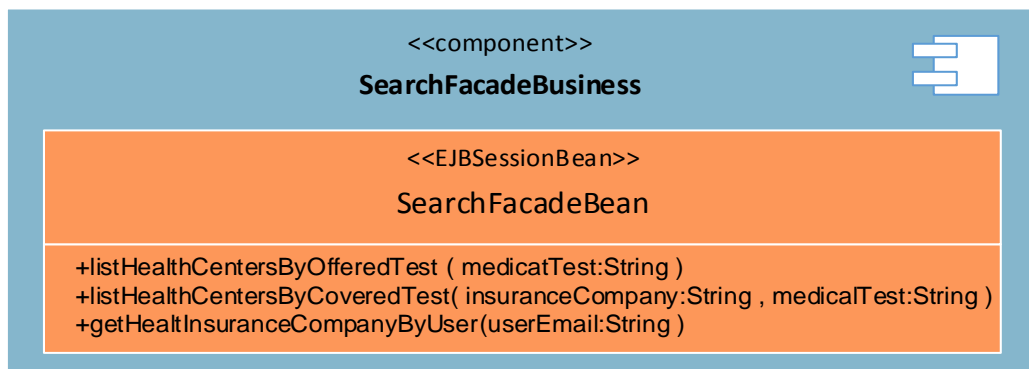 <<component>>
SearchFacadeBusiness
<<EJBSessionBean>>
SearchFacadeBean
+listHealthCentersByOfferedTest ( medicatTest:String )
+listHealthCentersByCoveredTest( insuranceCompany:String , medicalTest:String )
+getHealtInsuranceCompanyByUser(userEmail:String )